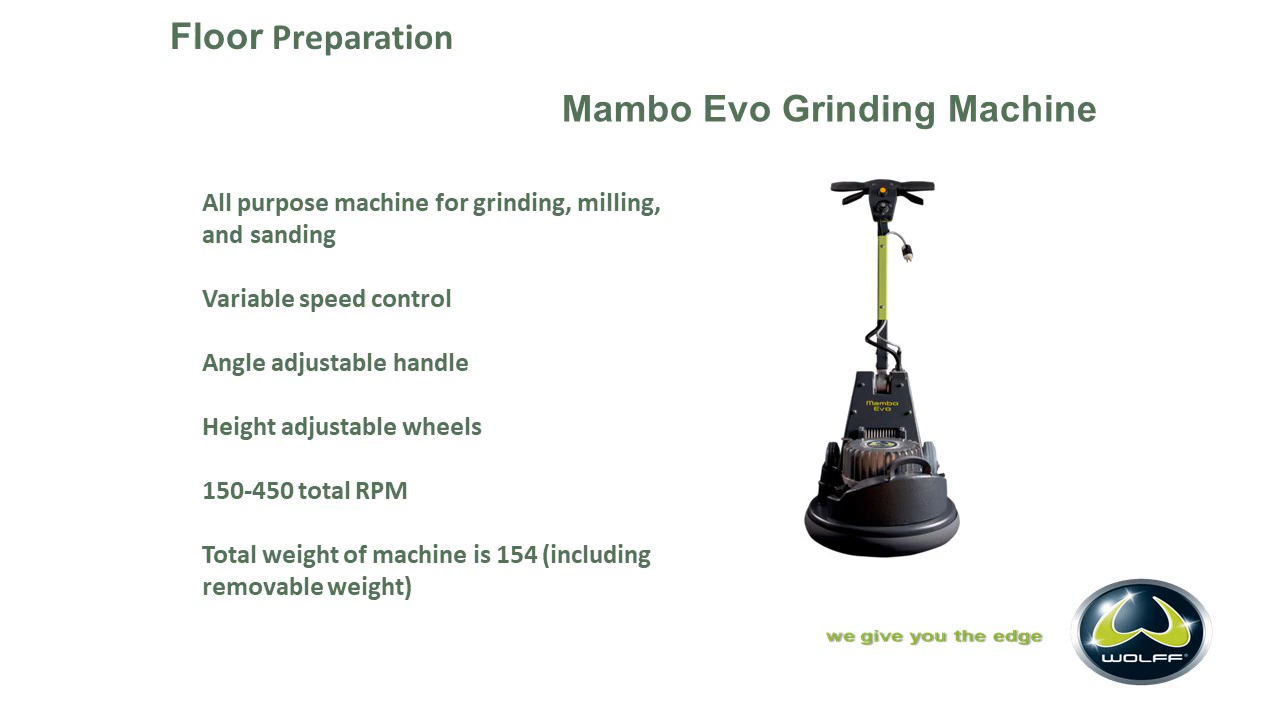 Floor Preparation
Mambo Evo Grinding Machine
All purpose machine for grinding, milling,
and sanding
Variable speed control
Angle adjustable handle
Height adjustable wheels
150-450 total RPM
Total weight of machine is 154 (including
removable weight)
Mambo
Evo
we give you the edge
WOLFF®